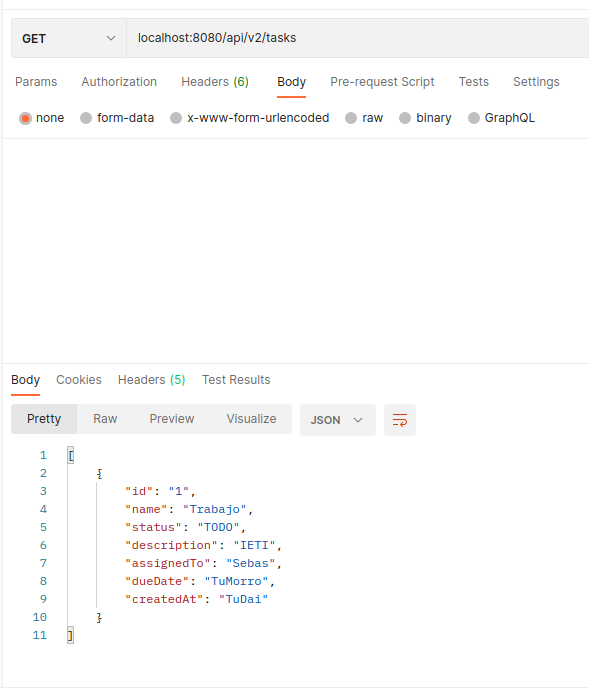 GET localhost:8080/api/v2/tasks
Params Authorization Headers (6) Body Pre-request Script Tests Settings
none form-data x-www-form-urlencoded raw binary GraphQL
Body Cookies Headers (5) Test Results
Pretty Raw Preview Visualize JSON
1 [
2 {
3 "id": "1",
4 "name": "Trabajo",
5 "status": "TODO",
6 "description": "IETI",
7 "assignedTo": "Sebas",
8 "dueDate": "TuMorro",
9 "createdAt": "TuDai"
10 }
11 ]